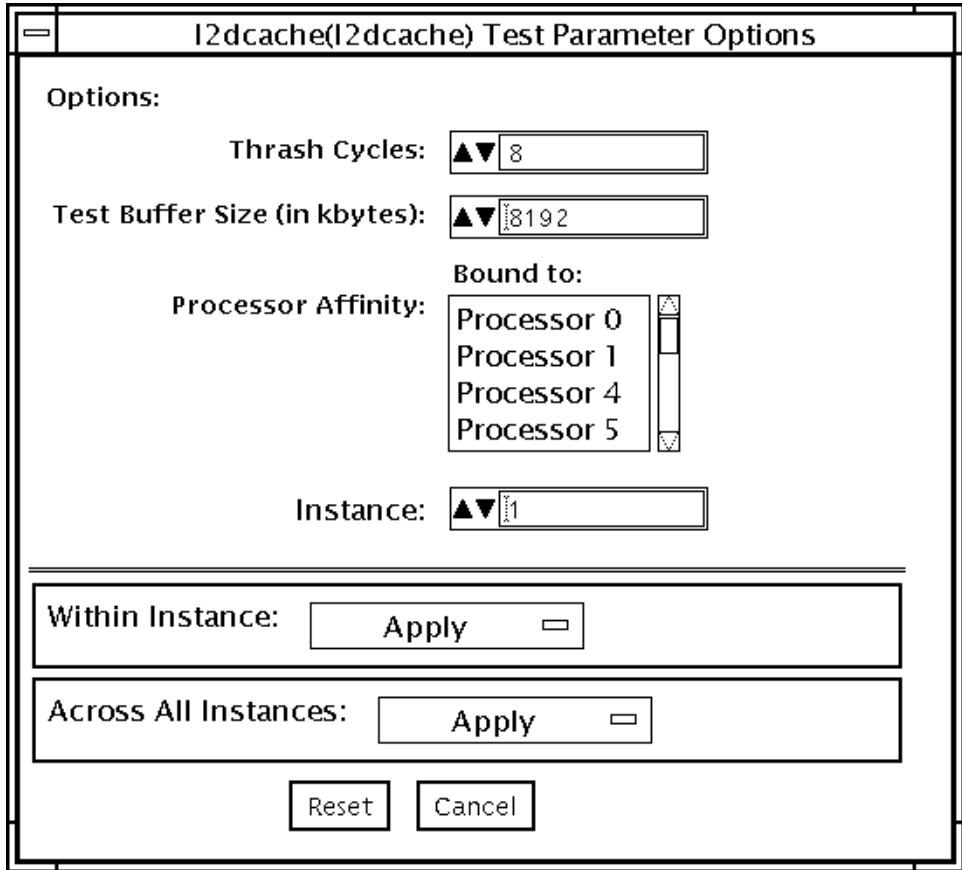 l2dcache(l2dcache) Test Parameter Options
Options:
Thrash Cycles: 8
Test Buffer Size (in kbytes): 8192
Bound to:
Processor Affinity:
Processor 0
Processor 1
Processor 4
Processor 5
Instance: 1
Within Instance: Apply
Across All Instances: Apply
Reset Cancel